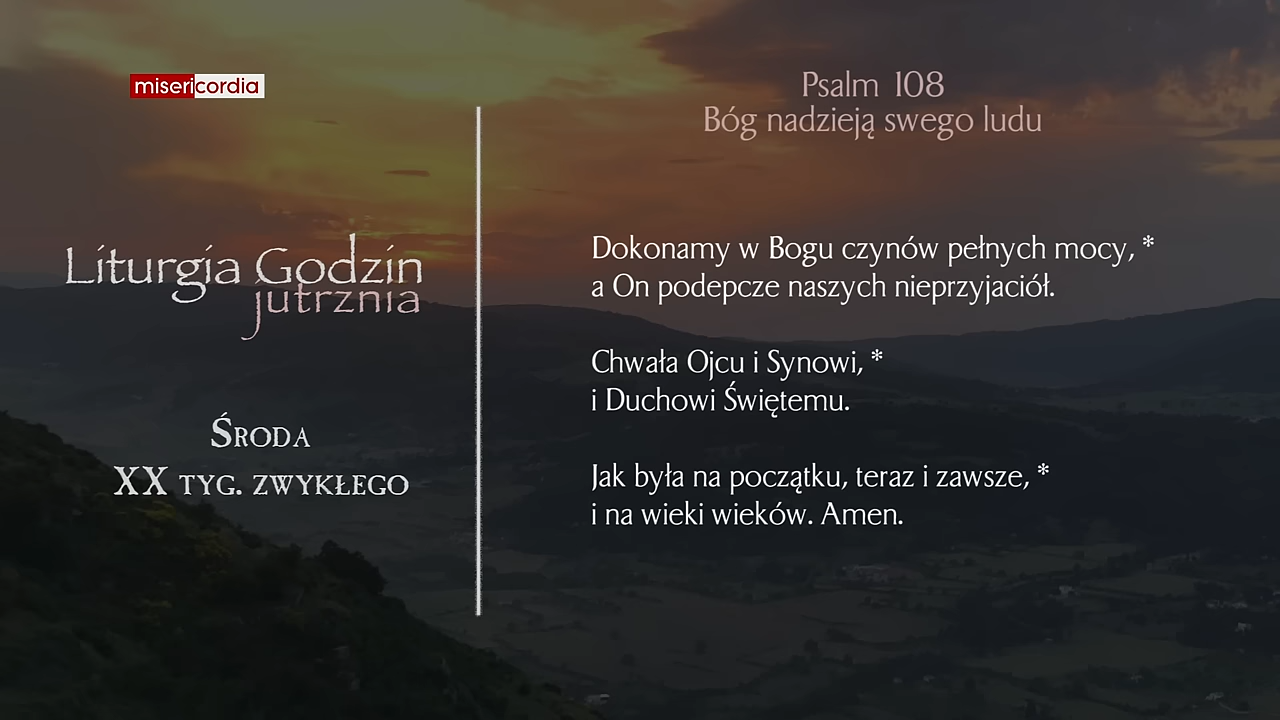 misericordia
Liturgia Godzin
jutrznia
Środa
XX tyg. zwykłego
Psalm 108
Bóg nadzieją swego ludu
Dokonamy w Bogu czynów pełnych mocy, *
a On podepcze naszych nieprzyjaciół.
Chwała Ojcu i Synowi, *
i Duchowi Świętemu.
Jak była na początku, teraz i zawsze, *
i na wieki wieków. Amen.